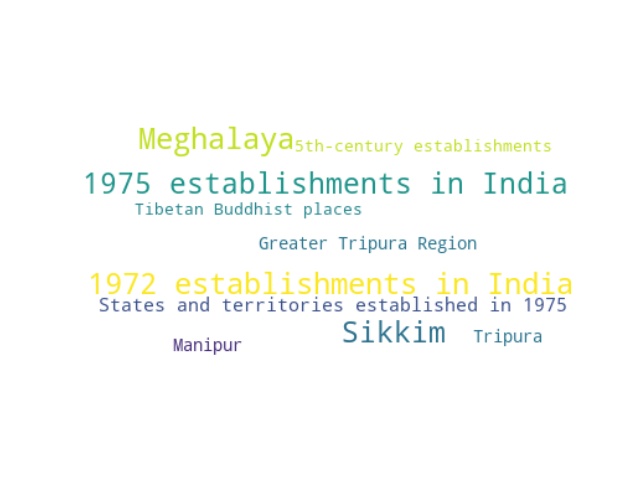 Meghalaya
5th-century establishments
1975 establishments in India
Tibetan Buddhist places
Greater Tripura Region
1972 establishments in India
States and territories established in 1975
Sikkim
Tripura
Manipur